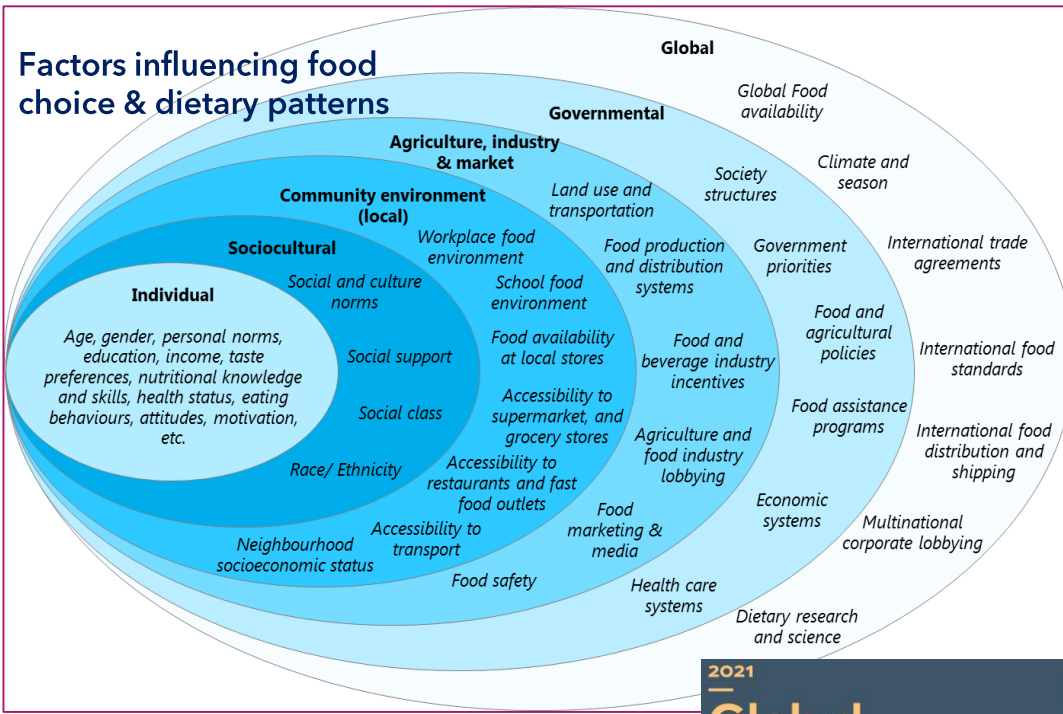 Factors influencing food
choice & dietary patterns
Global
Global Food
availability
Climate and
season
International trade
agreements
International food
standards
International food
distribution and
shipping
Multinational
corporate lobbying
Dietary research
and science
Governmental
Society
structures
Government
priorities
Food and
agricultural
policies
Food assistance
programs
Economic
systems
Health care
systems
Agriculture, industry
& market
Land use and
transportation
Food production
and distribution
systems
Food and
beverage industry
incentives
Agriculture and
food industry
lobbying
Food
marketing &
media
Food safety
Community environment
(local)
Workplace food
environment
School food
environment
Food availability
at local stores
Accessibility to
supermarket, and
grocery stores
Accessibility to
restaurants and fast
food outlets
Accessibility to
transport
Neighbourhood
socioeconomic status
Sociocultural
Social and culture
norms
Social support
Social class
Race/ Ethnicity
Individual
Age, gender, personal norms,
education, income, taste
preferences, nutritional knowledge
and skills, health status, eating
behaviours, attitudes, motivation,
etc.
2021
Global